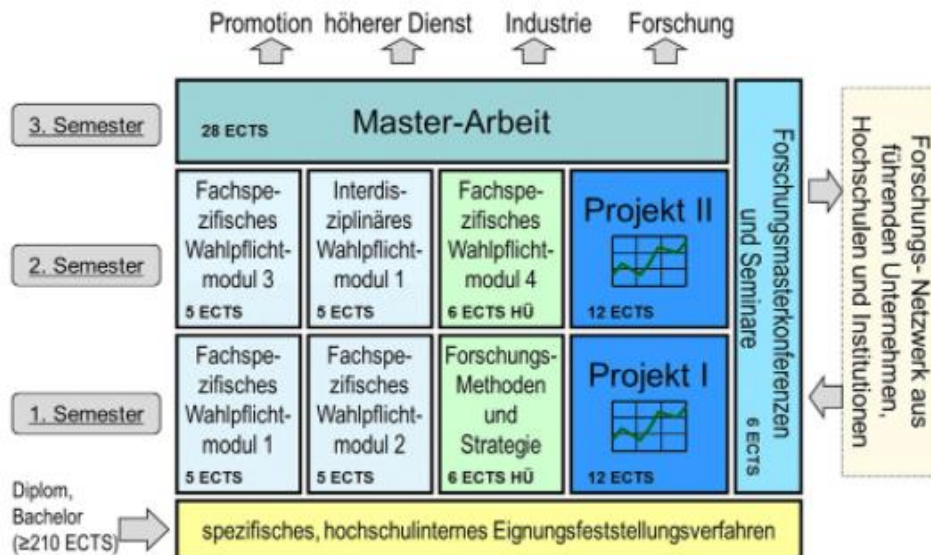 Promotion höherer Dienst Industrie Forschung
3. Semester
28 ECTS Master-Arbeit
2. Semester
Fachspe-
zifisches
Wahlpflicht-
modul 3
5 ECTS
Interdis-
ziplinäres
Wahlpflicht-
modul 1
5 ECTS
Fachspe-
zifisches
Wahlpflicht-
modul 4
6 ECTS HÜ
Projekt II
12 ECTS
1. Semester
Fachspe-
zifisches
Wahlpflicht-
modul 1
5 ECTS
Fachspe-
zifisches
Wahlpflicht-
modul 2
5 ECTS
Forschungs-
Methoden
und
Strategie
6 ECTS HÜ
Projekt I
12 ECTS
Forschungsmasterkonferenzen
und Seminare
6 ECTS
Forschungs- Netzwerk aus
führenden Unternehmen,
Hochschulen und Institutionen
Diplom,
Bachelor
(≥210 ECTS)
spezifisches, hochschulinternes Eignungsfeststellungsverfahren